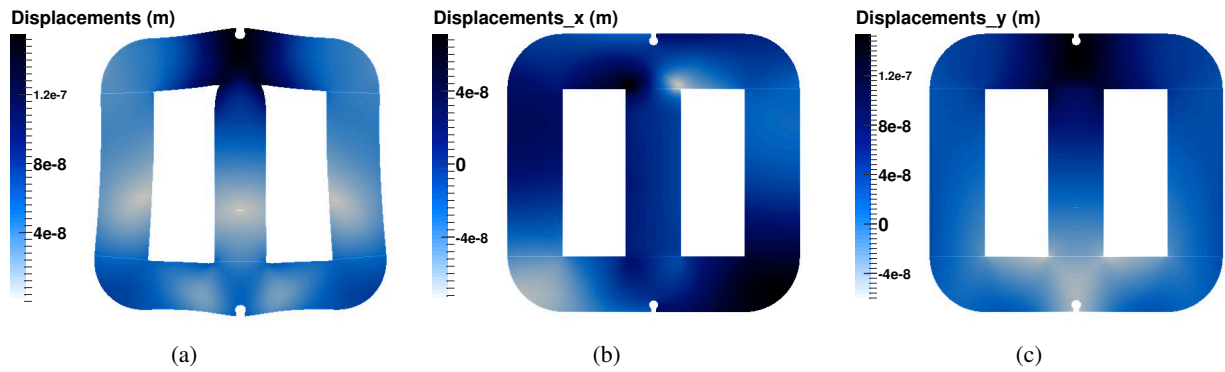 Displacements (m)
1.2e-7
8e-8
4e-8
(a)
Displacements_x (m)
4e-8
0
-4e-8
(b)
Displacements_y (m)
1.2e-7
8e-8
4e-8
0
-4e-8
(c)